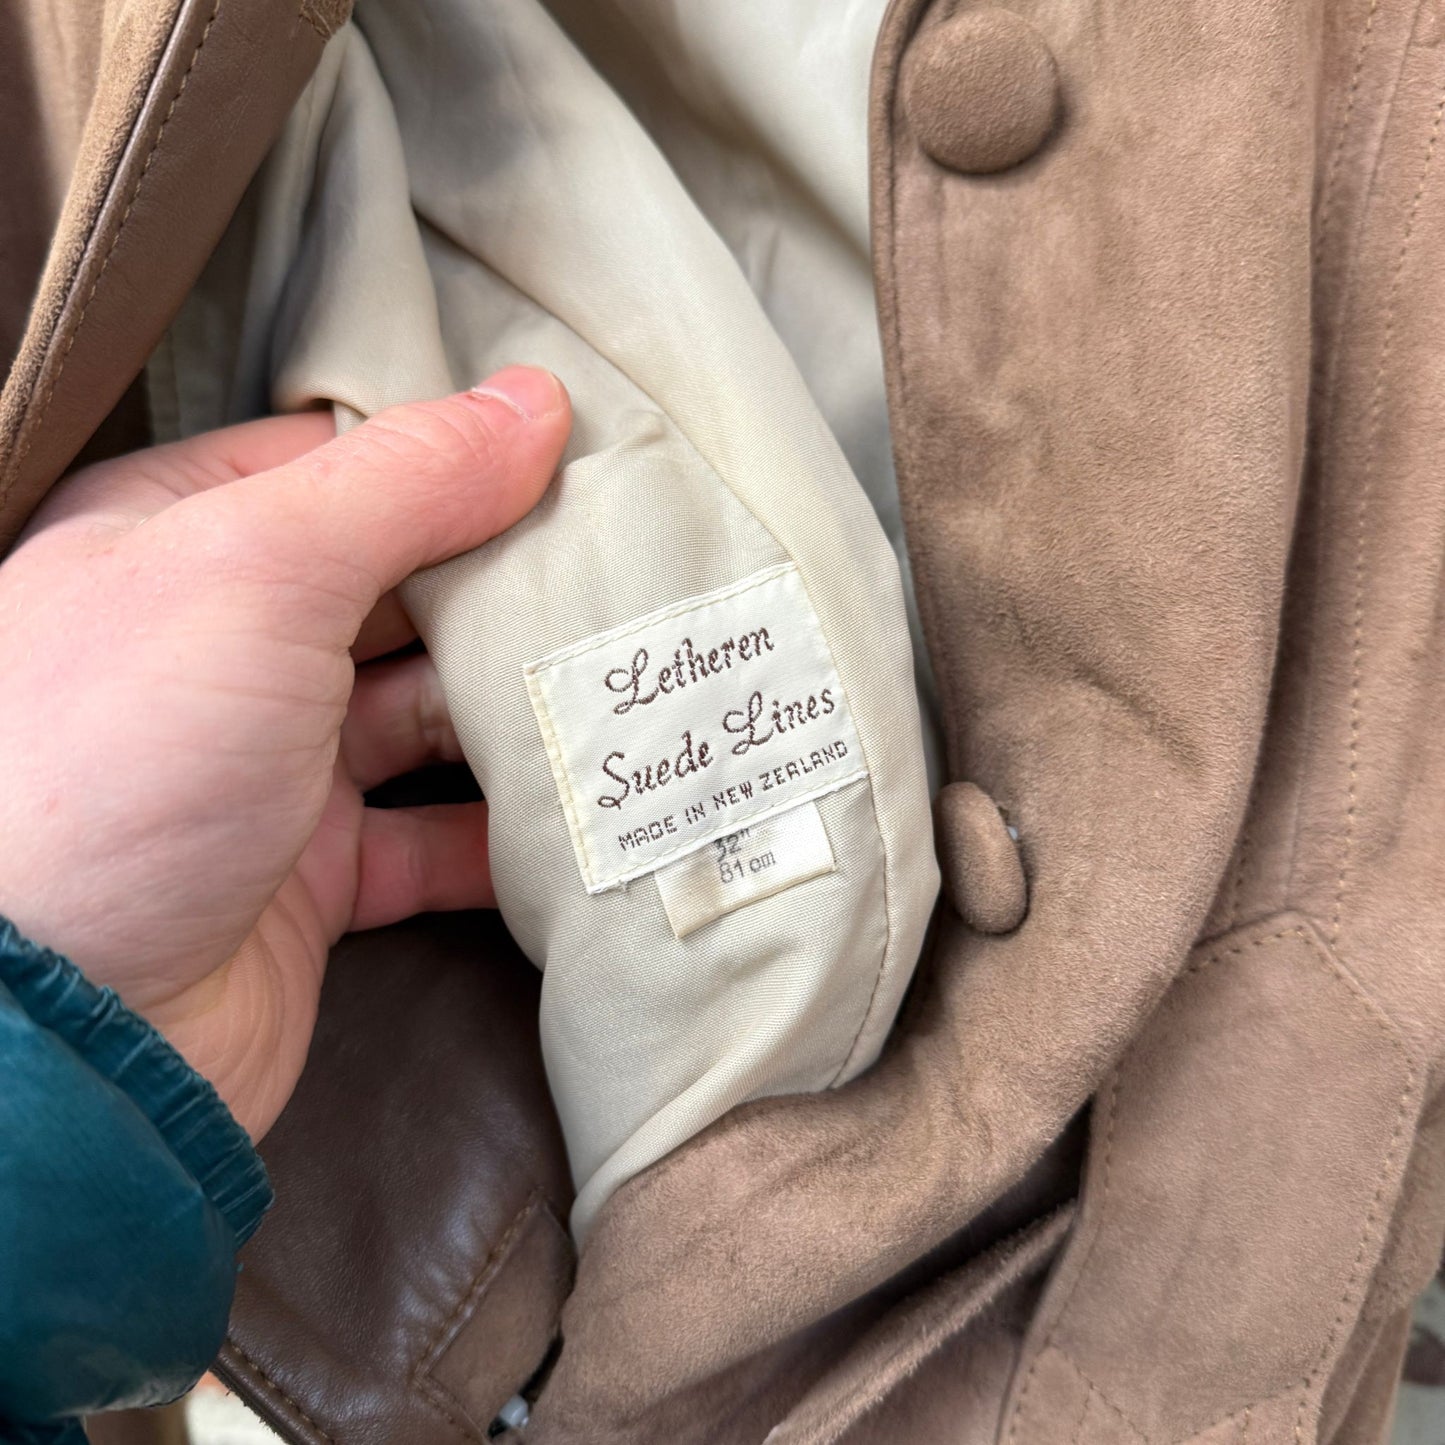 Letheren
Suede Lines
MADE IN NEW ZEALAND
32"
81 cm